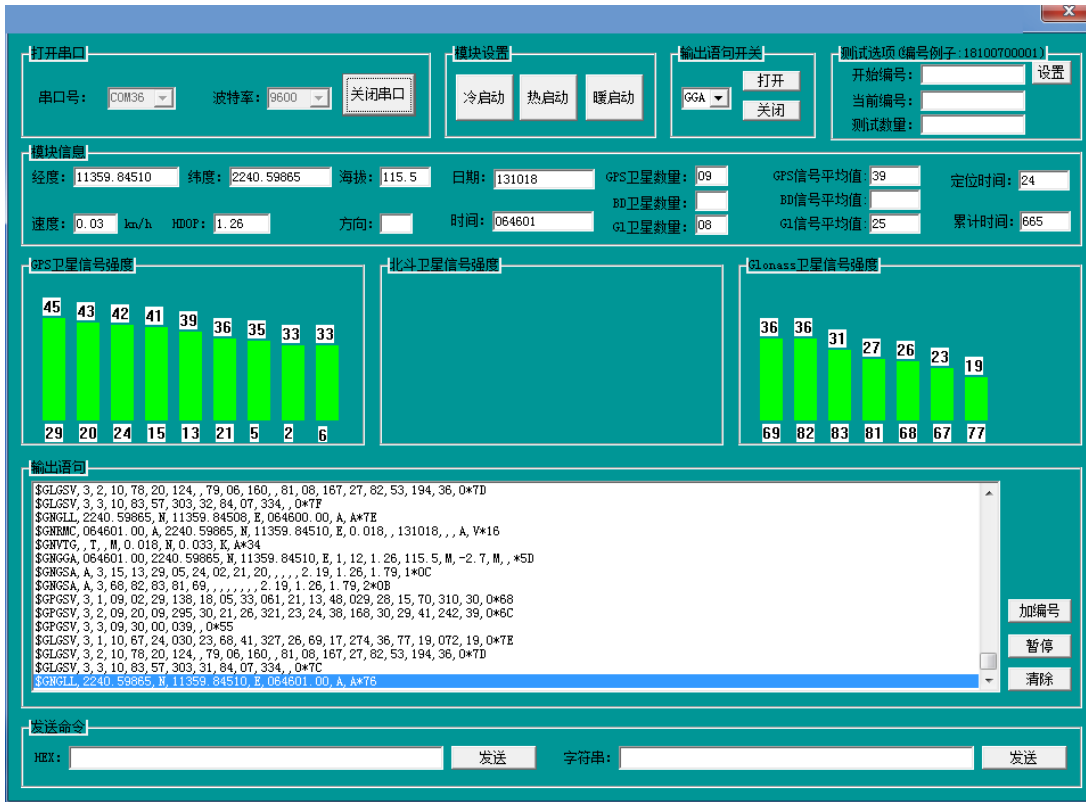 打开串口
串口号: COM36 波特率: 9600 关闭串口
模块设置
冷启动 热启动 暖启动
输出语句开关
GGA 打开
关闭
测试选项(编号例子:18100700001)
开始编号: 设置
当前编号:
测试数量:
模块信息
经度: 11359.84510 纬度: 2240.59865 海拔: 115.5 日期: 131018 GPS卫星数量: 09 GPS信号平均值: 39 定位时间: 24
BD卫星数量: BD信号平均值:
速度: 0.03 km/h HDOP: 1.26 方向: 时间: 064601 Gl卫星数量: 08 Gl信号平均值: 25 累计时间: 665
GPS卫星信号强度
45 43 42 41 39 36 35 33 33
29 20 24 15 13 21 5 2 6
北斗卫星信号强度
Glonass卫星信号强度
36 36 31 27 26 23 19
69 82 83 81 68 67 77
输出语句
$GLGSV,3,2,10,78,20,124,,79,06,160,,81,08,167,27,82,53,194,36,0*7D
$GLGSV,3,3,10,83,57,303,32,84,07,334,,0*7F
$GNGLL,2240.59865,N,11359.84508,E,064600.00,A,A*7E
$GNRMC,064601.00,A,2240.59865,N,11359.84510,E,0.018,,131018,,,A,V*16
$GNVTG,,T,,M,0.018,N,0.033,K,A*34
$GNGGA,064601.00,2240.59865,N,11359.84510,E,1,12,1.26,115.5,M,-2.7,M,,*5D
$GNGSA,A,3,15,13,29,05,24,02,21,20,,,,,2.19,1.26,1.79,1*0C
$GNGSA,A,3,68,82,83,81,69,,,,,,,,2.19,1.26,1.79,2*0B
$GPGSV,3,1,09,02,29,138,18,05,33,061,21,13,48,029,28,15,70,310,30,0*68
$GPGSV,3,2,09,20,09,295,30,21,26,321,23,24,38,168,30,29,41,242,39,0*6C
$GPGSV,3,3,09,30,00,039,,0*55
$GLGSV,3,1,10,67,24,030,23,68,41,327,26,69,17,274,36,77,19,072,19,0*7E
$GLGSV,3,2,10,78,20,124,,79,06,160,,81,08,167,27,82,53,194,36,0*7D
$GLGSV,3,3,10,83,57,303,31,84,07,334,,0*7C
$GNGLL,2240.59865,N,11359.84510,E,064601.00,A,A*76
加编号
暂停
清除
发送命令
HEX: 发送 字符串: 发送